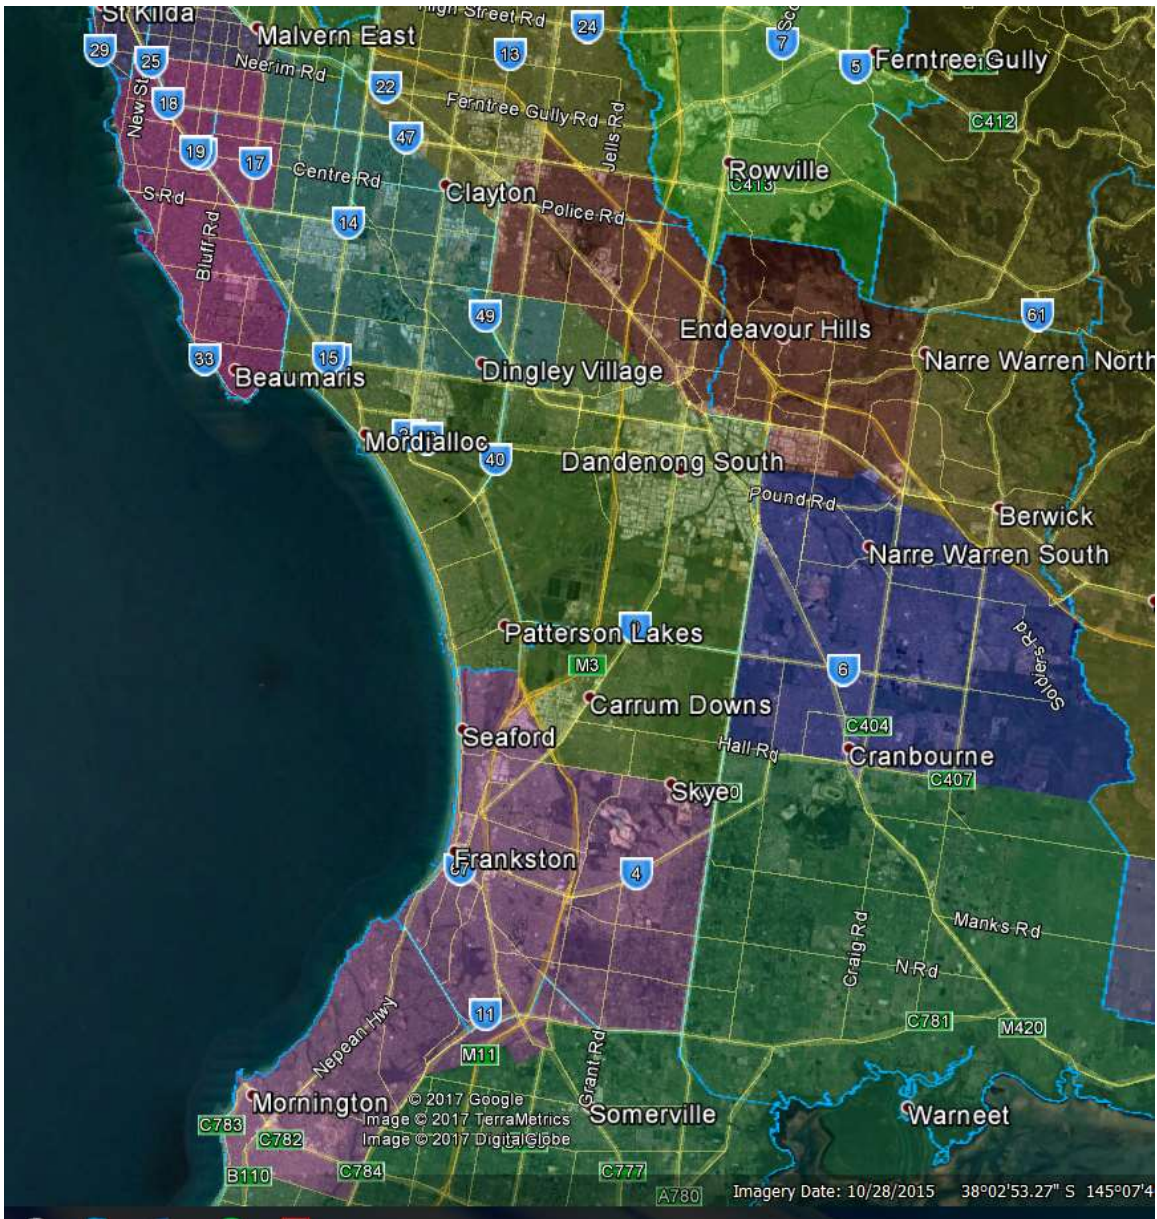 St Kilda
High Street Rd
24
Malvern East
29
25
13
7
5
Ferntree Gully
Neerim Rd
22
New St
18
Ferntree Gully Rd
C412
47
Jells Rd
19
17
Centre Rd
Rowville
C413
S Rd
Clayton
14
Police Rd
Bluff Rd
49
61
Endeavour Hills
33
15
Narre Warren North
Beaumaris
Dingley Village
Mordialloc
40
Dandenong South
Pound Rd
Berwick
Narre Warren South
Patterson Lakes
M3
6
Soldiers Rd
Carrum Downs
Seaford
C404
Hall Rd
Cranbourne
C407
Skye
Frankston
4
Manks Rd
Craig Rd
N Rd
11
C781
M420
Nepean Hwy
M11
Grant Rd
Mornington
© 2017 Google
Image © 2017 TerraMetrics
Image © 2017 DigitalGlobe
Somerville
Warneet
C783
C782
B110
C784
C777
A780
Imagery Date: 10/28/2015 38°02'53.27" S 145°07'4